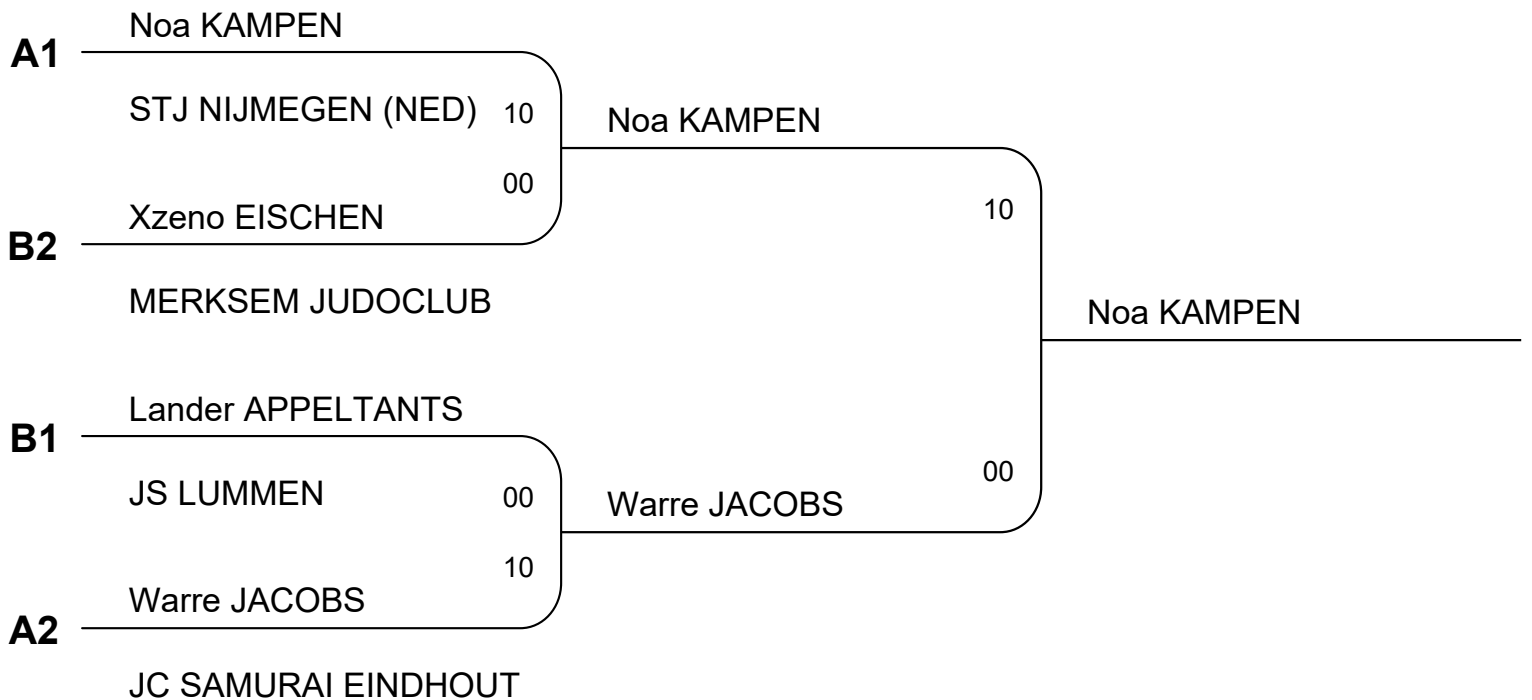 Noa KAMPEN
A1
STJ NIJMEGEN (NED) 10
Noa KAMPEN
00
Xzeno EISCHEN
10
B2
MERKSEM JUDOCLUB
Noa KAMPEN
Lander APPELTANTS
B1
00
JS LUMMEN 00
Warre JACOBS
10
Warre JACOBS
A2
JC SAMURAI EINDHOUT